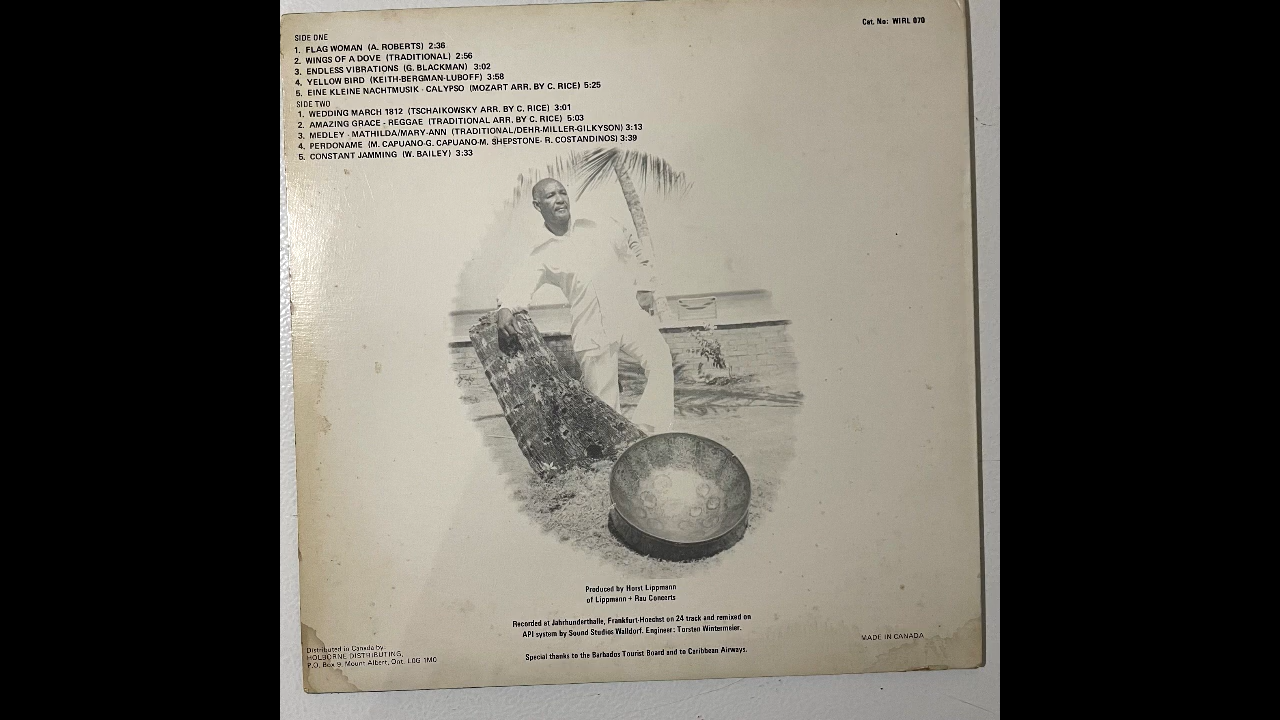 Cat. No: WIRL 070
SIDE ONE
1. FLAG WOMAN (A. ROBERTS) 2:36
2. WINGS OF A DOVE (TRADITIONAL) 2:56
3. ENDLESS VIBRATIONS (G. BLACKMAN) 3:02
4. YELLOW BIRD (KEITH-BERGMAN-LUBOFF) 3:58
5. EINE KLEINE NACHTMUSIK - CALYPSO (MOZART ARR. BY C. RICE) 5:25
SIDE TWO
1. WEDDING MARCH 1812 (TSCHAIKOWSKY ARR. BY C. RICE) 3:01
2. AMAZING GRACE - REGGAE (TRADITIONAL ARR. BY C. RICE) 5:03
3. MEDLEY - MATHILDA/MARY-ANN (TRADITIONAL/DEHR-MILLER-GILKYSON) 3:13
4. PERDONAME (M. CAPUANO-G. CAPUANO-M. SHEPSTONE- R. COSTANDINOS) 3:39
5. CONSTANT JAMMING (W. BAILEY) 3:33
Produced by Horst Lippmann
of Lippmann + Rau Concerts
Recorded at Jahrhunderthalle, Frankfurt-Hoechst on 24 track and remixed on
API system by Sound Studios Walldorf. Engineer: Torsten Wintermeier.
Special thanks to the Barbados Tourist Board and to Caribbean Airways.
Distributed in Canada by:
HOLBORNE DISTRIBUTING,
P.O. Box 9, Mount Albert, Ont. L0G 1M0
MADE IN CANADA